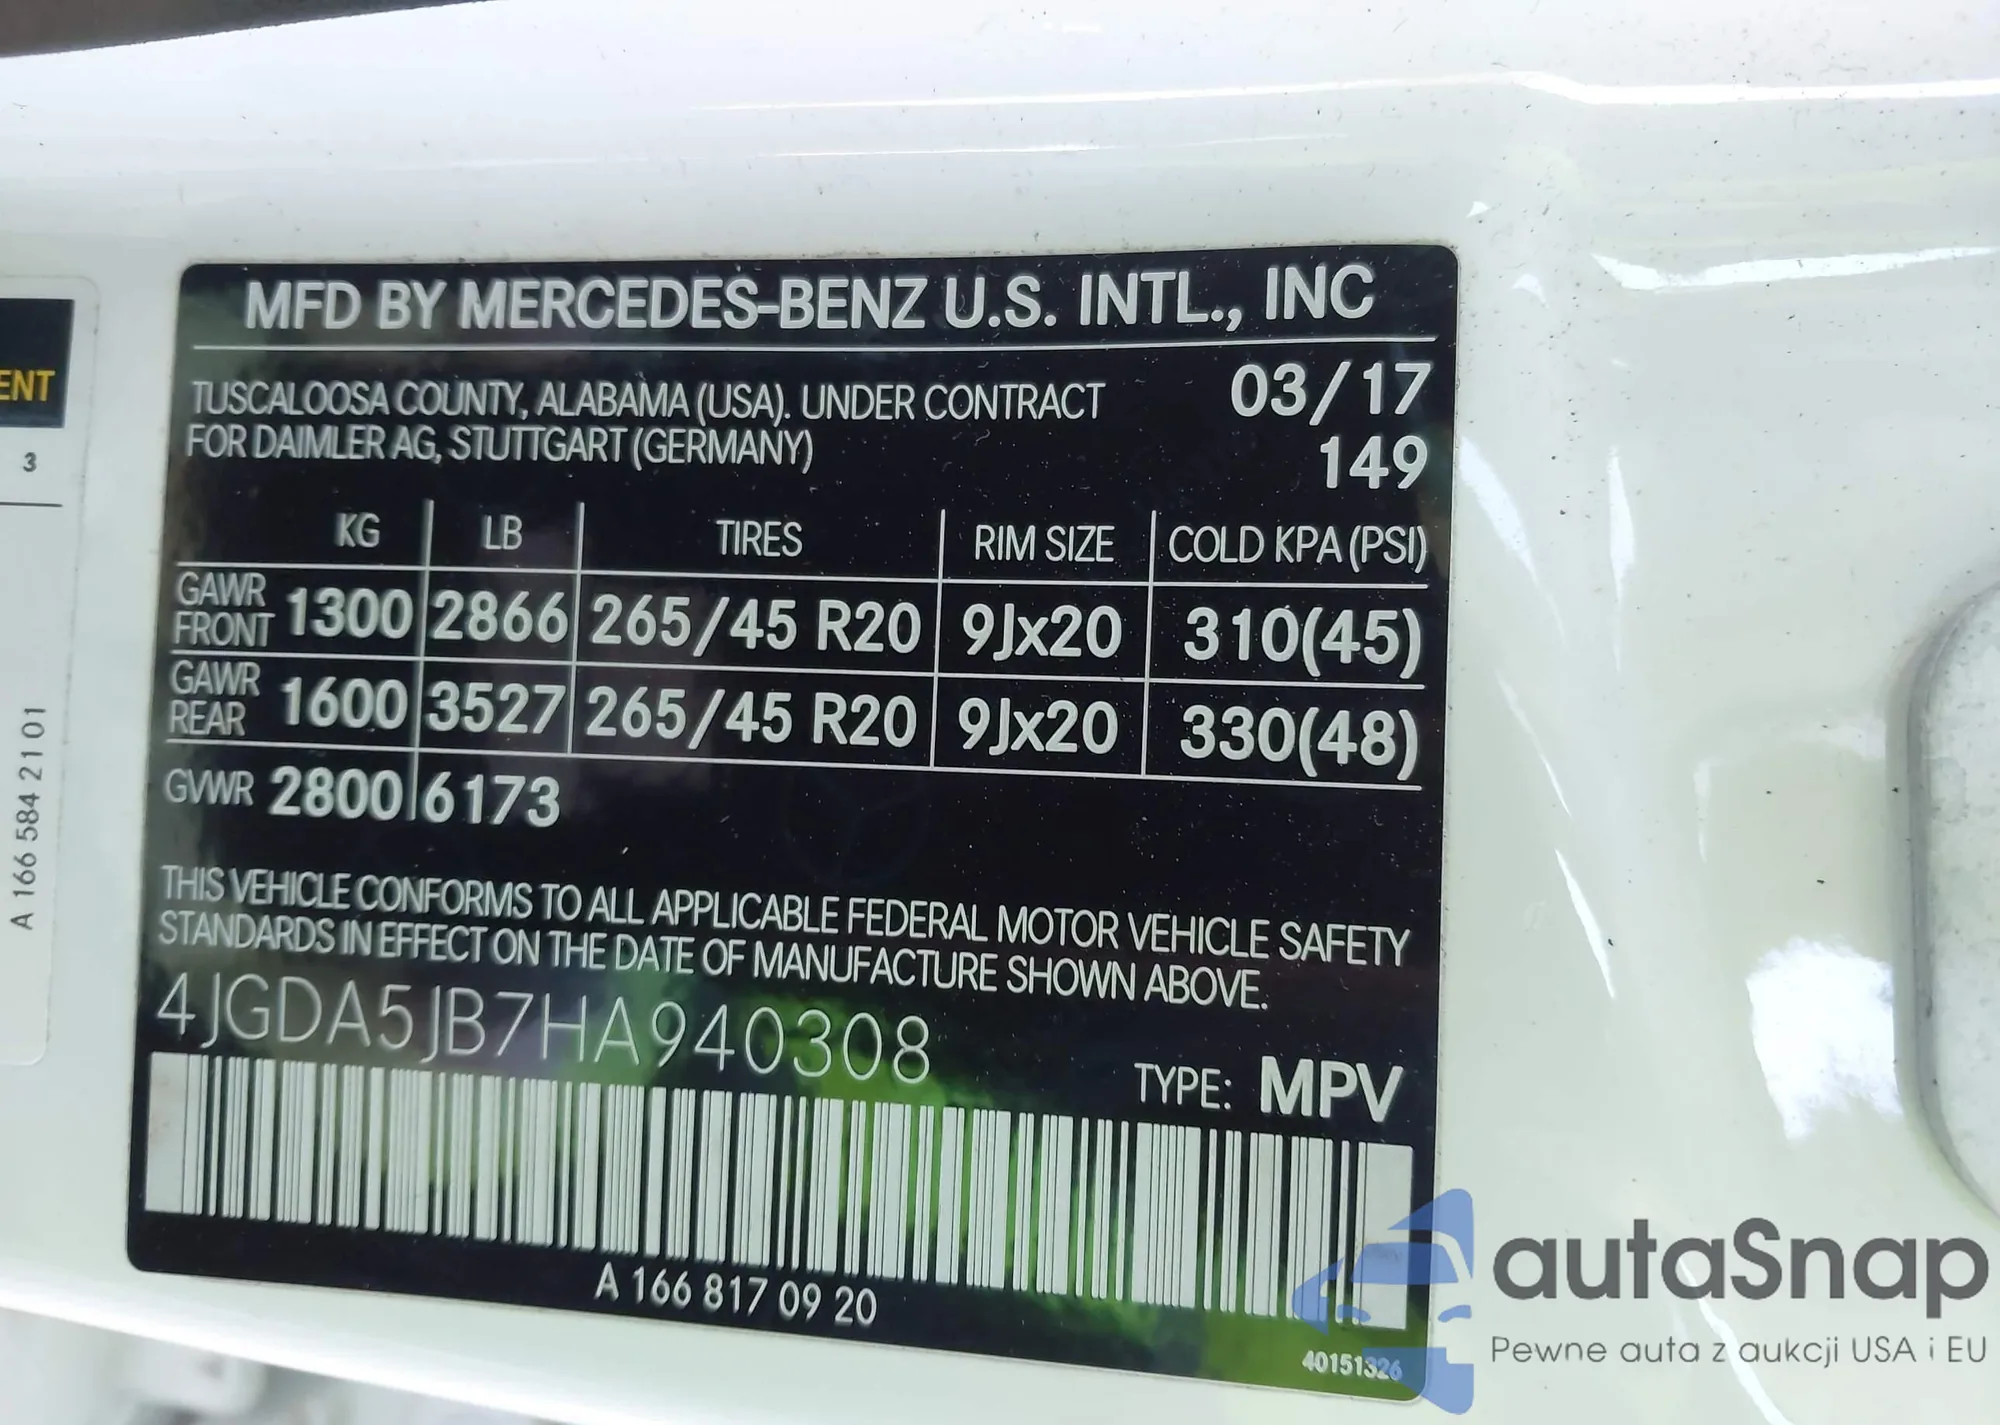 ENT
3
A 166 584 21 01
MFD BY MERCEDES-BENZ U.S. INTL., INC
TUSCALOOSA COUNTY, ALABAMA (USA). UNDER CONTRACT
FOR DAIMLER AG, STUTTGART (GERMANY)
03/17
149
KG LB TIRES RIM SIZE COLD KPA (PSI)
GAWR FRONT 1300 2866 265/45 R20 9Jx20 310(45)
GAWR REAR 1600 3527 265/45 R20 9Jx20 330(48)
GVWR 2800 6173
THIS VEHICLE CONFORMS TO ALL APPLICABLE FEDERAL MOTOR VEHICLE SAFETY
STANDARDS IN EFFECT ON THE DATE OF MANUFACTURE SHOWN ABOVE.
4JGDA5JB7HA940308
TYPE: MPV
A 166 817 09 20
40151326
autaSnap
Pewne auta z aukcji USA i EU